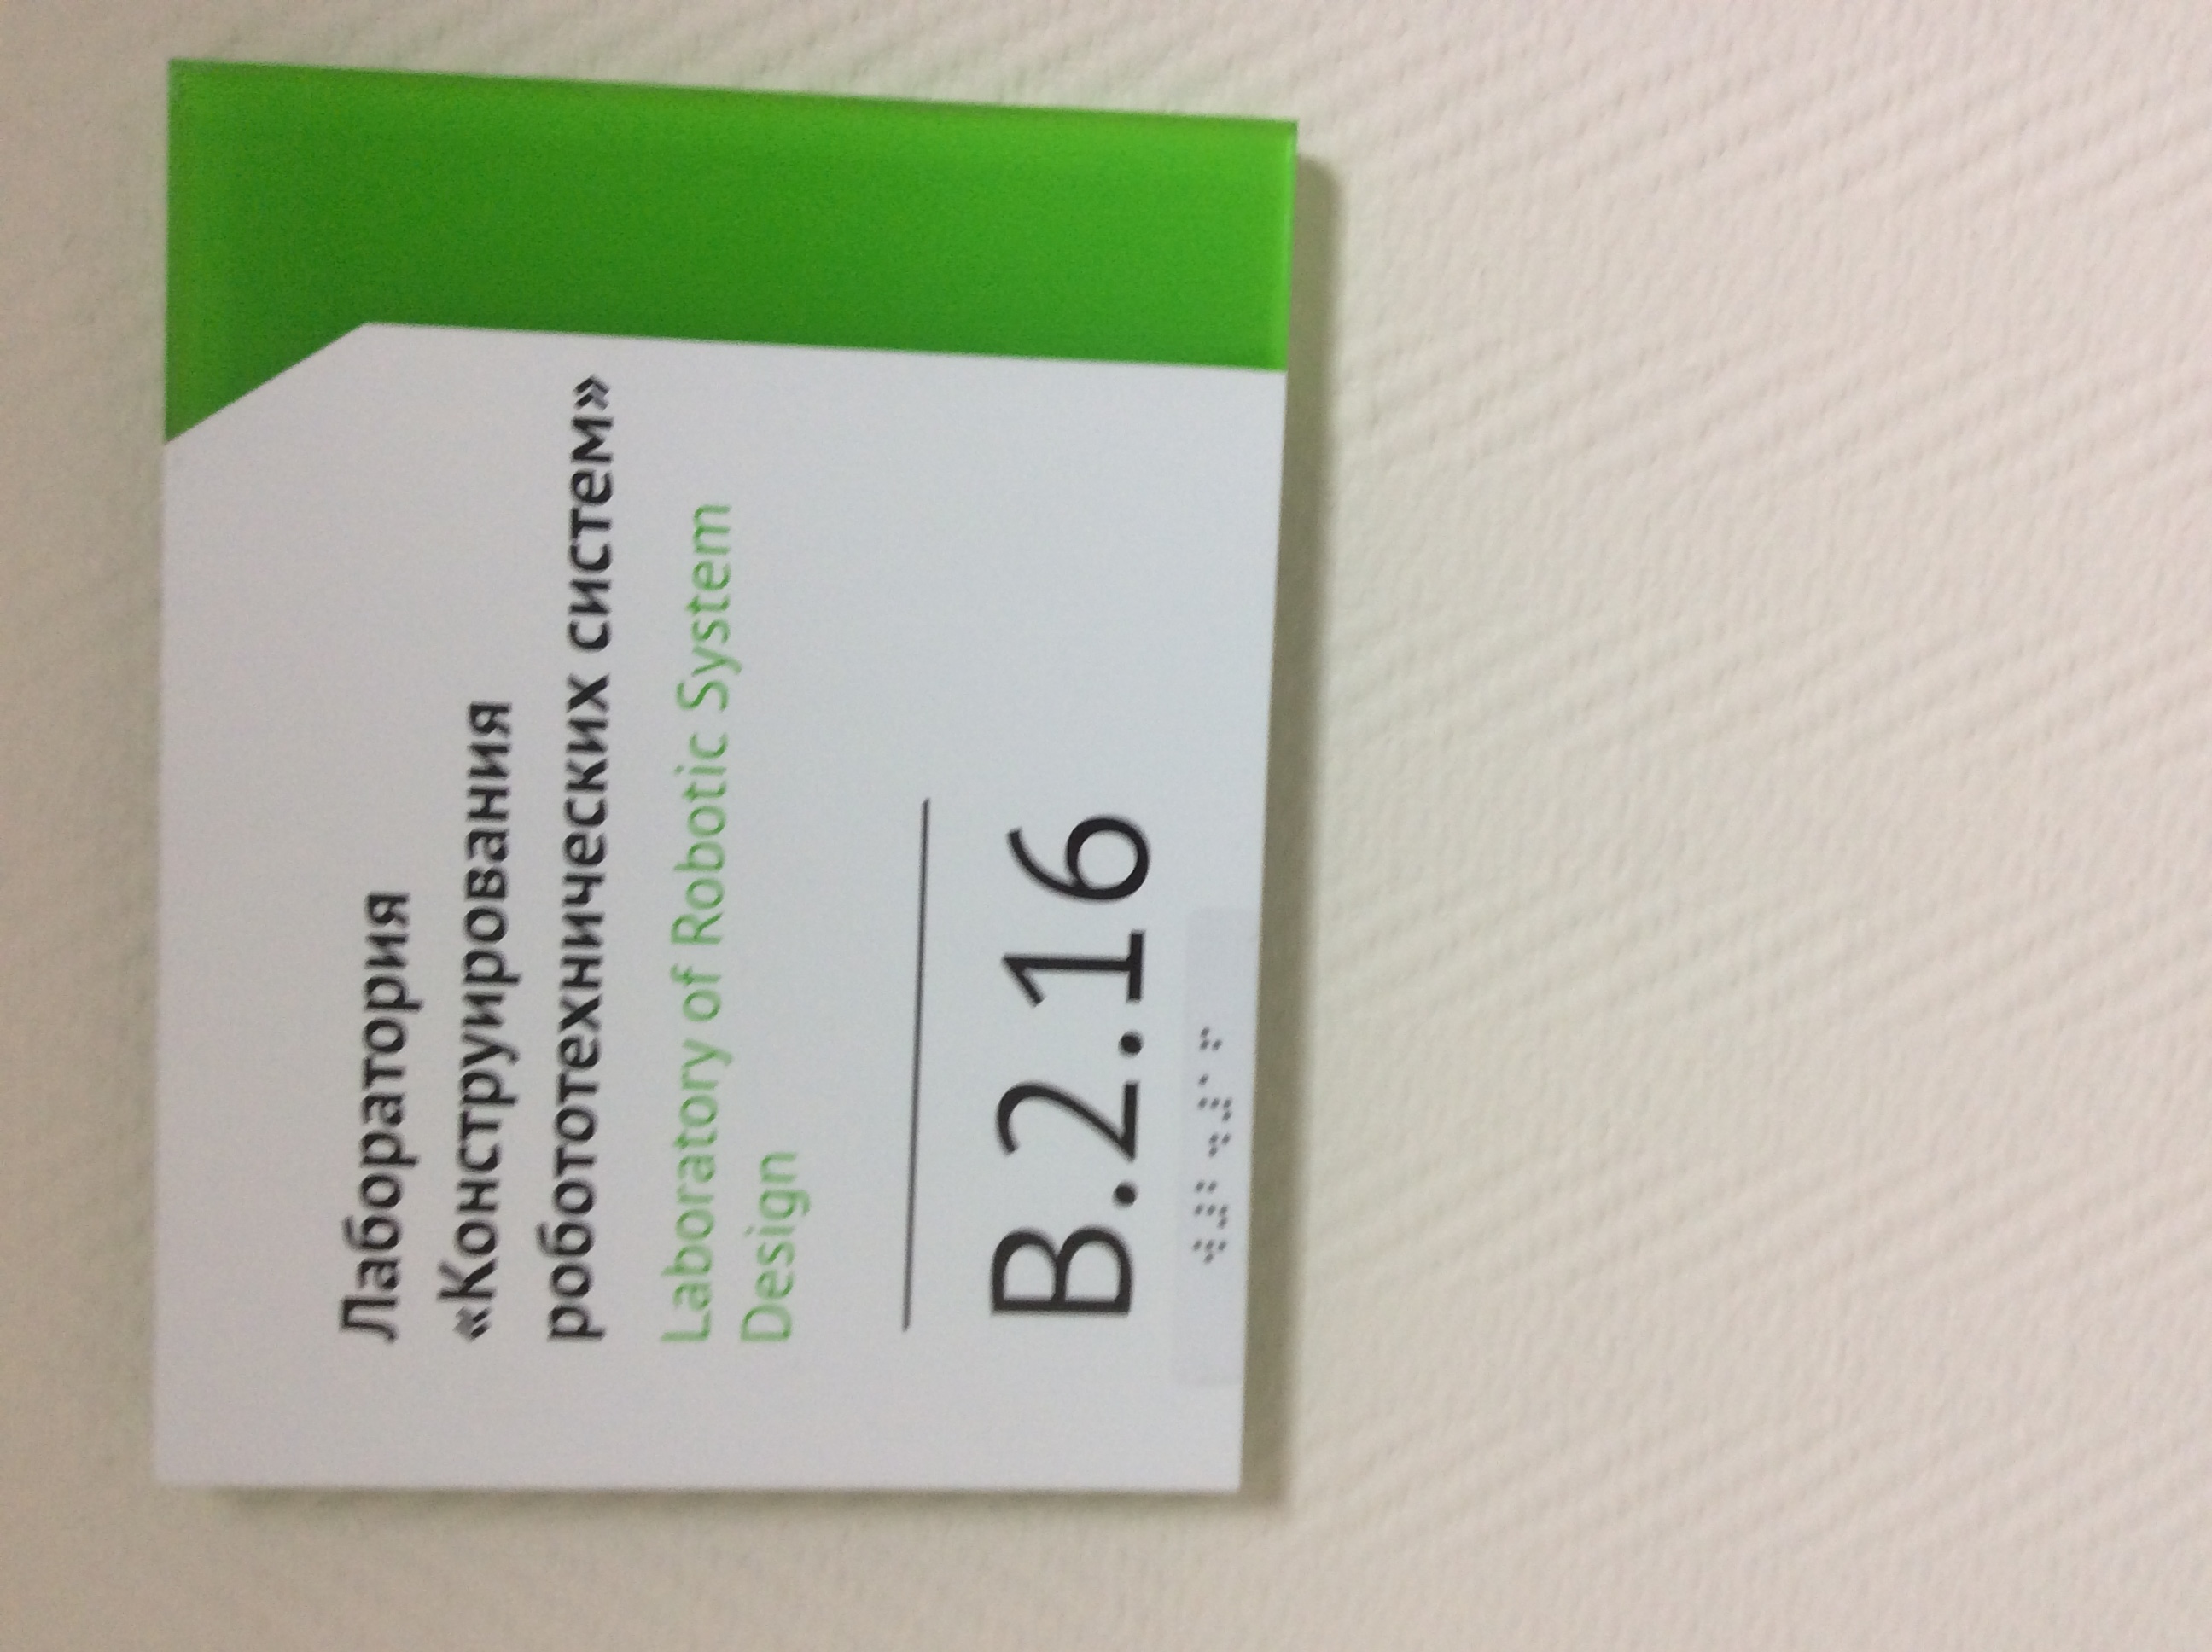 Лаборатория
«Конструирования
робототехнических систем»
Laboratory of Robotic System
Design
B.2.16